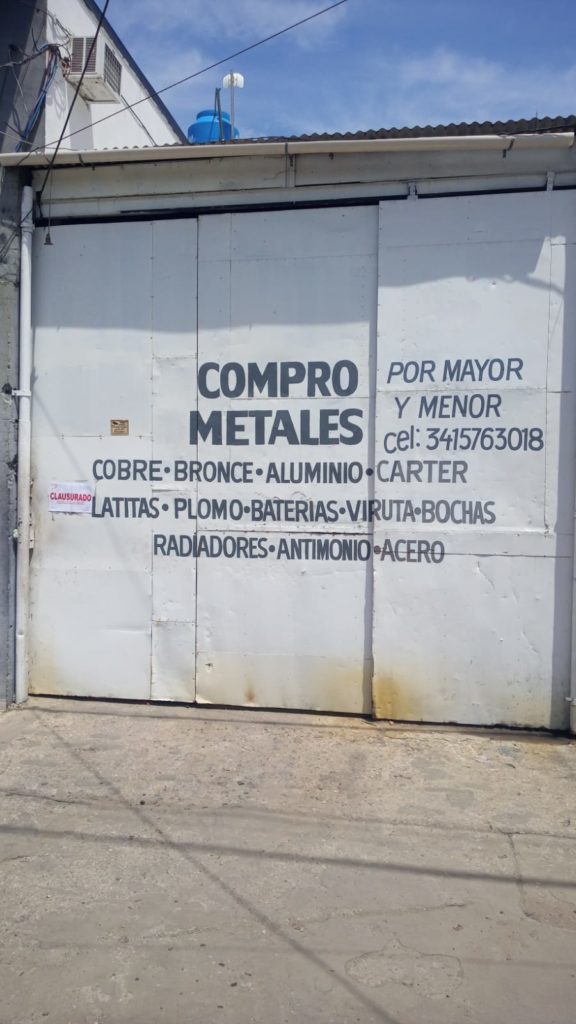 COMPRO
METALES
POR MAYOR
Y MENOR
Cel: 3415763018
COBRE•BRONCE•ALUMINIO•CARTER
LATITAS•PLOMO•BATERIAS•VIRUTA•BOCHAS
RADIADORES•ANTIMONIO•ACERO
CLAUSURADO